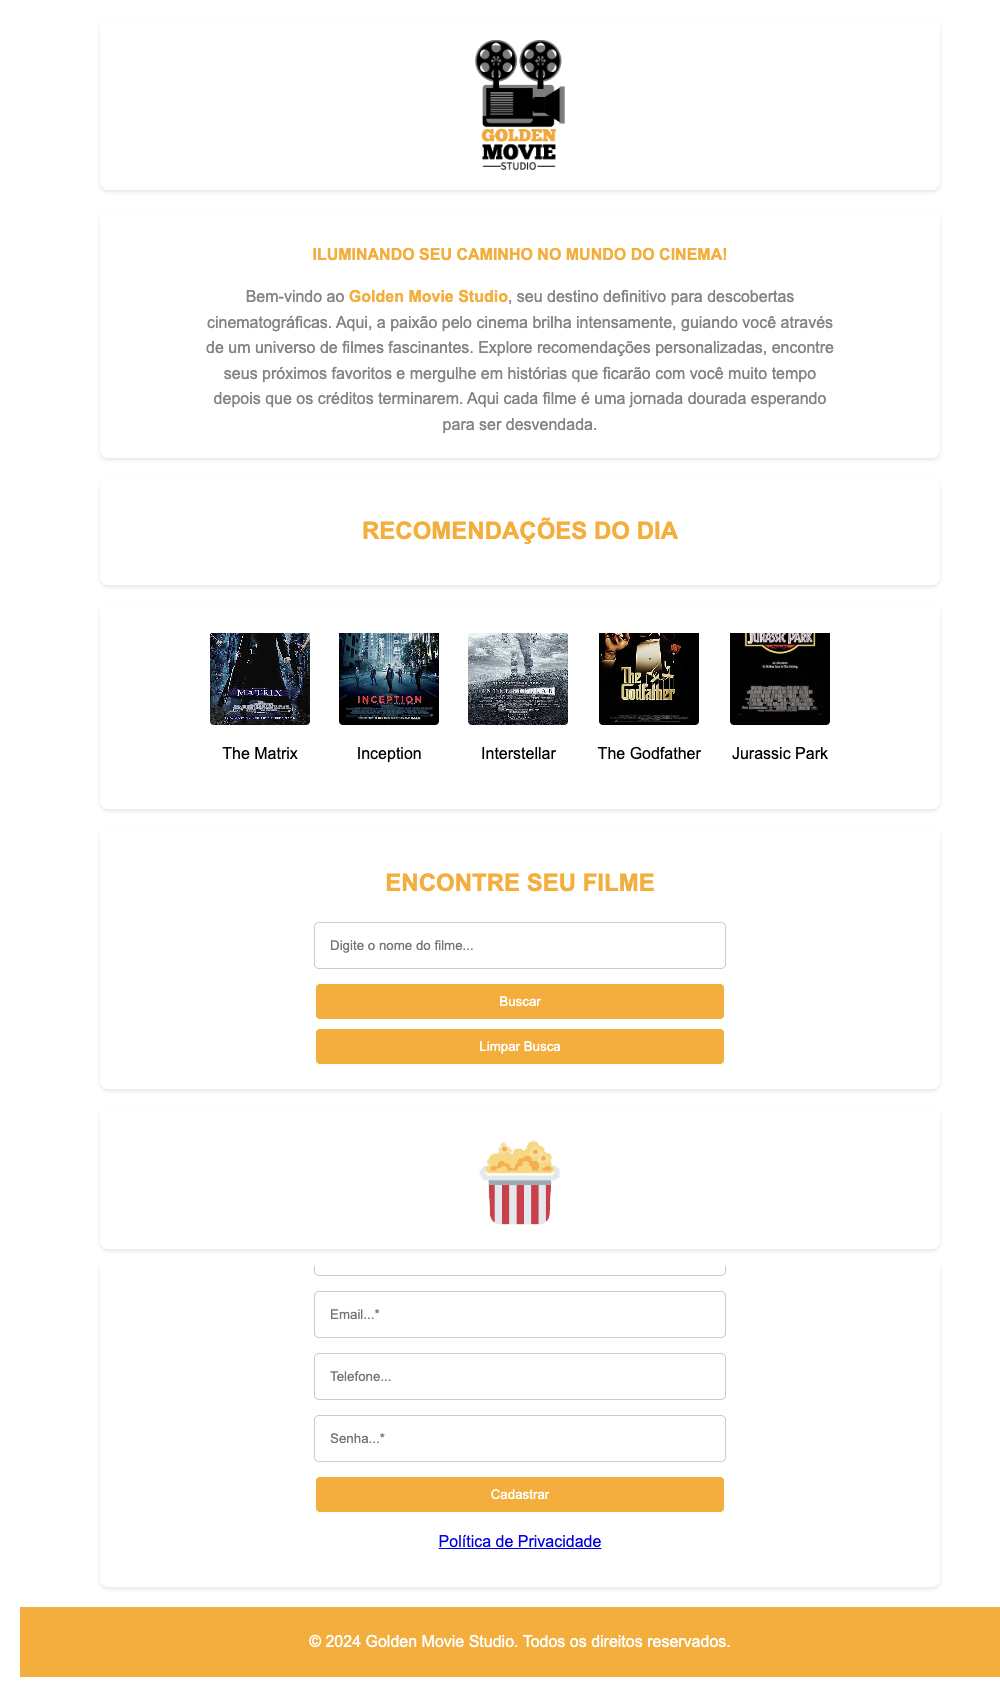 GOLDEN
MOVIE
STUDIO
ILUMINANDO SEU CAMINHO NO MUNDO DO CINEMA!
Bem-vindo ao Golden Movie Studio, seu destino definitivo para descobertas
cinematográficas. Aqui, a paixão pelo cinema brilha intensamente, guiando você através
de um universo de filmes fascinantes. Explore recomendações personalizadas, encontre
seus próximos favoritos e mergulhe em histórias que ficarão com você muito tempo
depois que os créditos terminarem. Aqui cada filme é uma jornada dourada esperando
para ser desvendada.
RECOMENDAÇÕES DO DIA
MATRIX
INCEPTION
The
Godfather
JURASSIC PARK
The Matrix
Inception
Interstellar
The Godfather
Jurassic Park
ENCONTRE SEU FILME
Digite o nome do filme...
Buscar
Limpar Busca
Email...*
Telefone...
Senha...*
Cadastrar
Política de Privacidade
© 2024 Golden Movie Studio. Todos os direitos reservados.